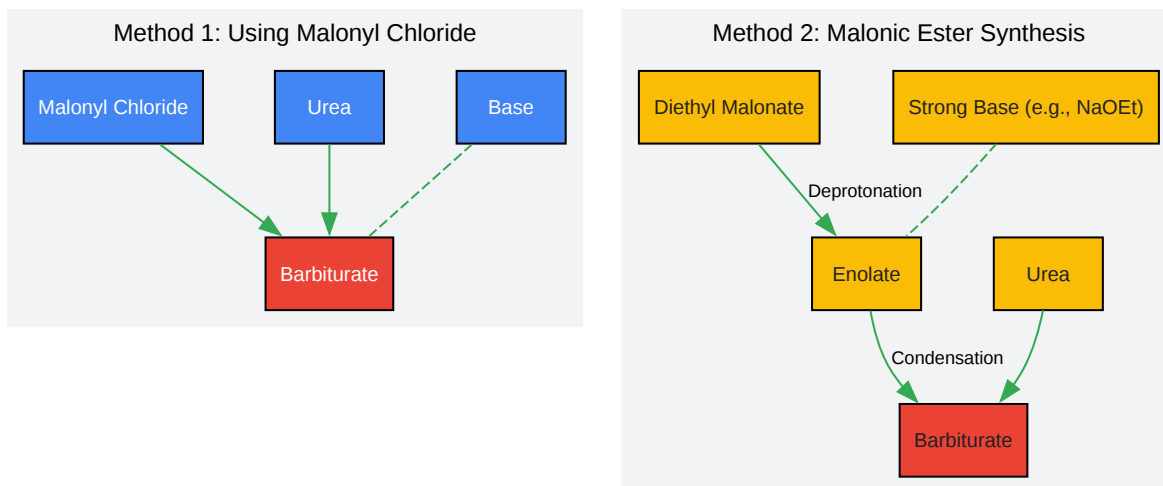 Method 1: Using Malonyl Chloride
Malonyl Chloride
Urea
Base
Barbiturate
Method 2: Malonic Ester Synthesis
Diethyl Malonate
Strong Base (e.g., NaOEt)
Deprotonation
Enolate
Urea
Condensation
Barbiturate